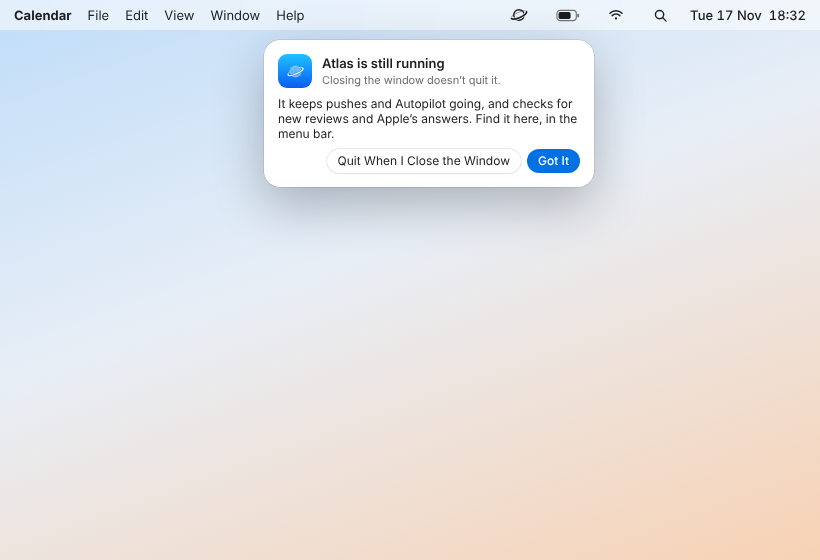 Calendar File Edit View Window Help Tue 17 Nov 18:32
Atlas is still running
Closing the window doesn't quit it.
It keeps pushes and Autopilot going, and checks for
new reviews and Apple's answers. Find it here, in the
menu bar.
Quit When I Close the Window Got It